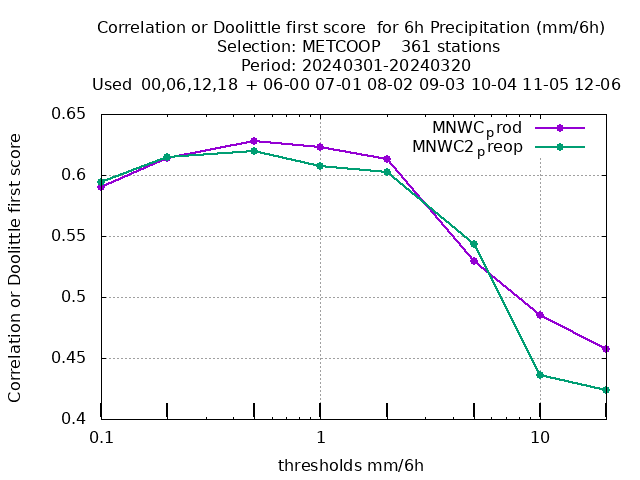 Correlation or Doolittle first score  for 6h Precipitation (mm/6h)
Selection: METCOOP    361 stations
Period: 20240301-20240320
Used  00,06,12,18  + 06-00 07-01 08-02 09-03 10-04 11-05 12-06
MNWCprod
MNWC2preop
Correlation or Doolittle first score
0.65
0.6
0.55
0.5
0.45
0.4
0.1
1
10
thresholds mm/6h